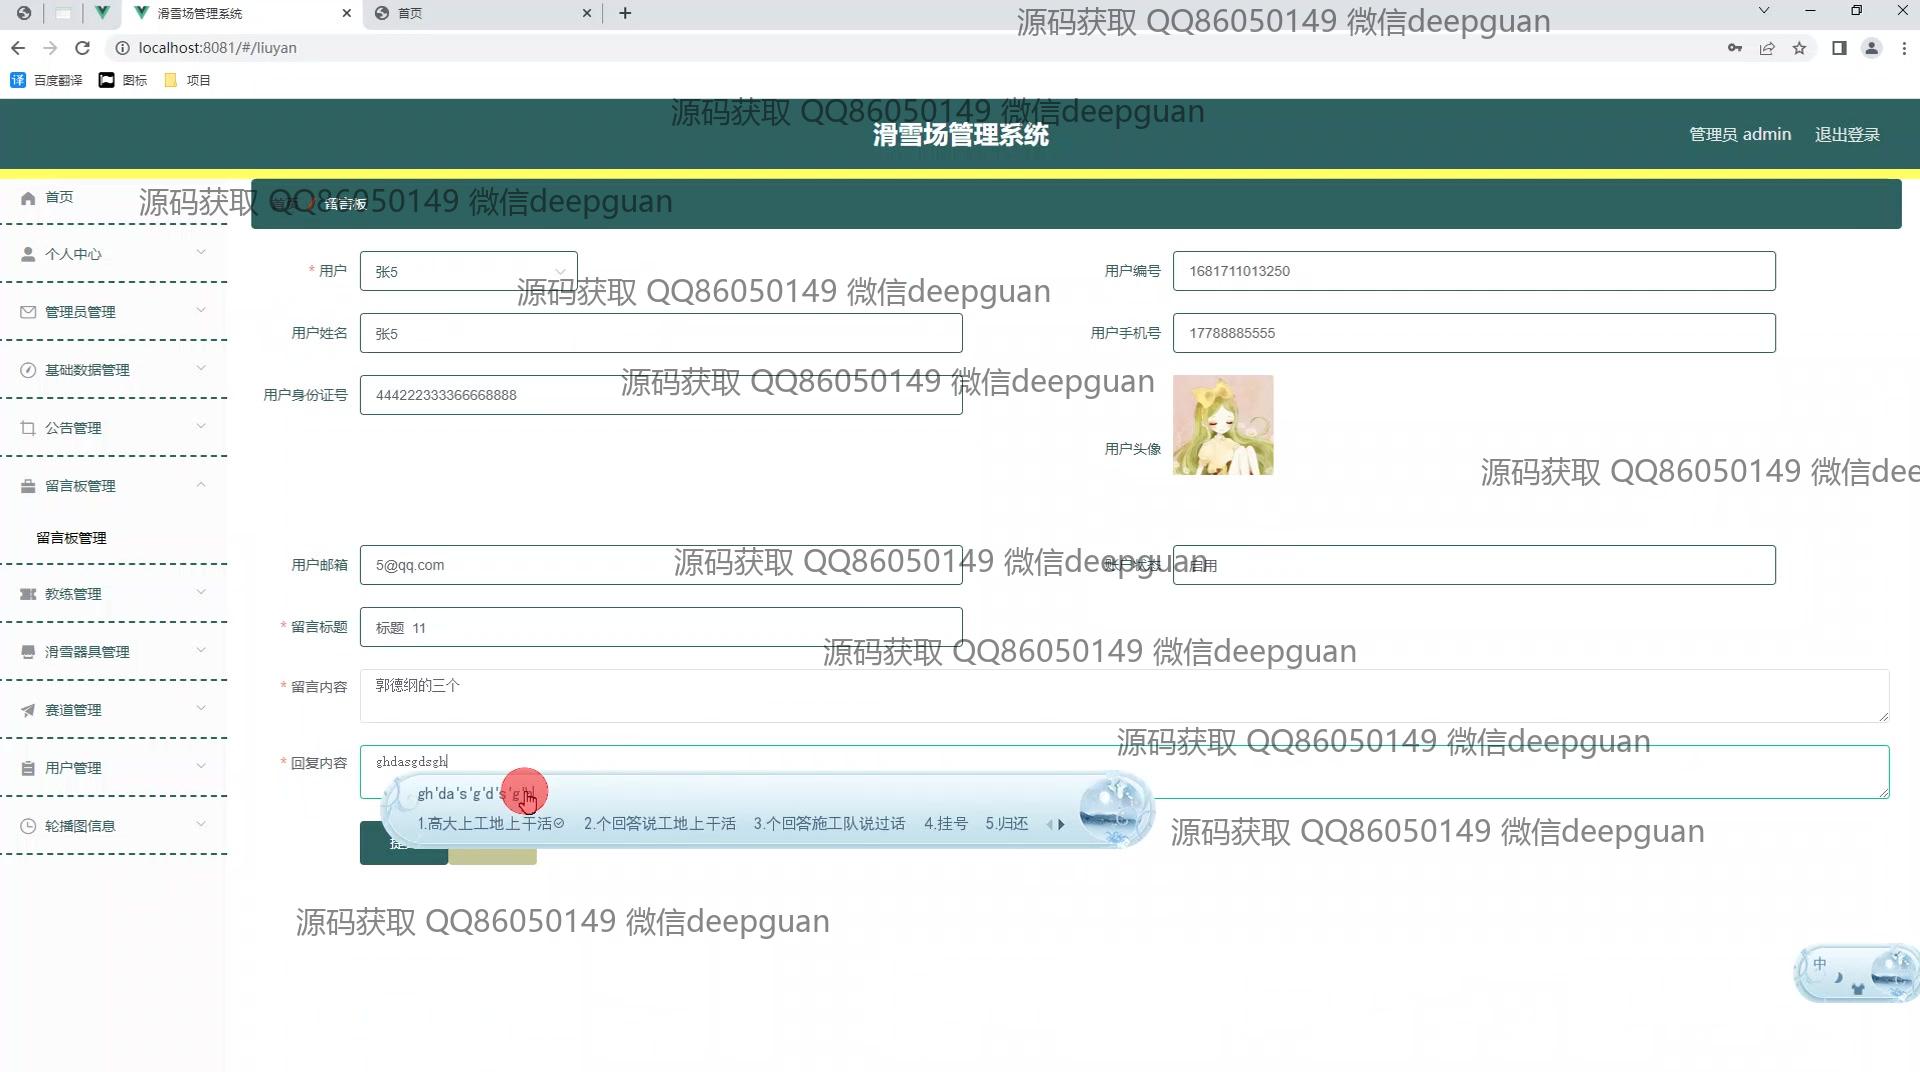 滑雪场管理系统
首页
localhost:8081/#/liuyan
百度翻译
图标
项目
源码获取 QQ86050149 微信deepguan
源码获取 QQ86050149 微信deepguan
滑雪场管理系统
管理员 admin
退出登录
源码获取 QQ86050149 微信deepguan
首页
留言板
首页
个人中心
管理员管理
基础数据管理
公告管理
留言板管理
留言板管理
教练管理
滑雪器具管理
赛道管理
用户管理
轮播图信息
* 用户
张5
用户编号
1681711013250
源码获取 QQ86050149 微信deepguan
用户姓名
张5
用户手机号
17788885555
用户身份证号
444222333366668888
源码获取 QQ86050149 微信deepguan
用户头像
源码获取 QQ86050149 微信dee
用户邮箱
5@qq.com
源码获取 QQ86050149 微信deepguan
账户状态
启用
* 留言标题
标题 11
源码获取 QQ86050149 微信deepguan
* 留言内容
郭德纲的三个
源码获取 QQ86050149 微信deepguan
* 回复内容
ghdasgdsgh
gh'da's'g'd's'g'h
1.高大上工地上干活 2.个回答说工地上干活 3.个回答施工队说过话 4.挂号 5.归还
提
源码获取 QQ86050149 微信deepguan
源码获取 QQ86050149 微信deepguan
中